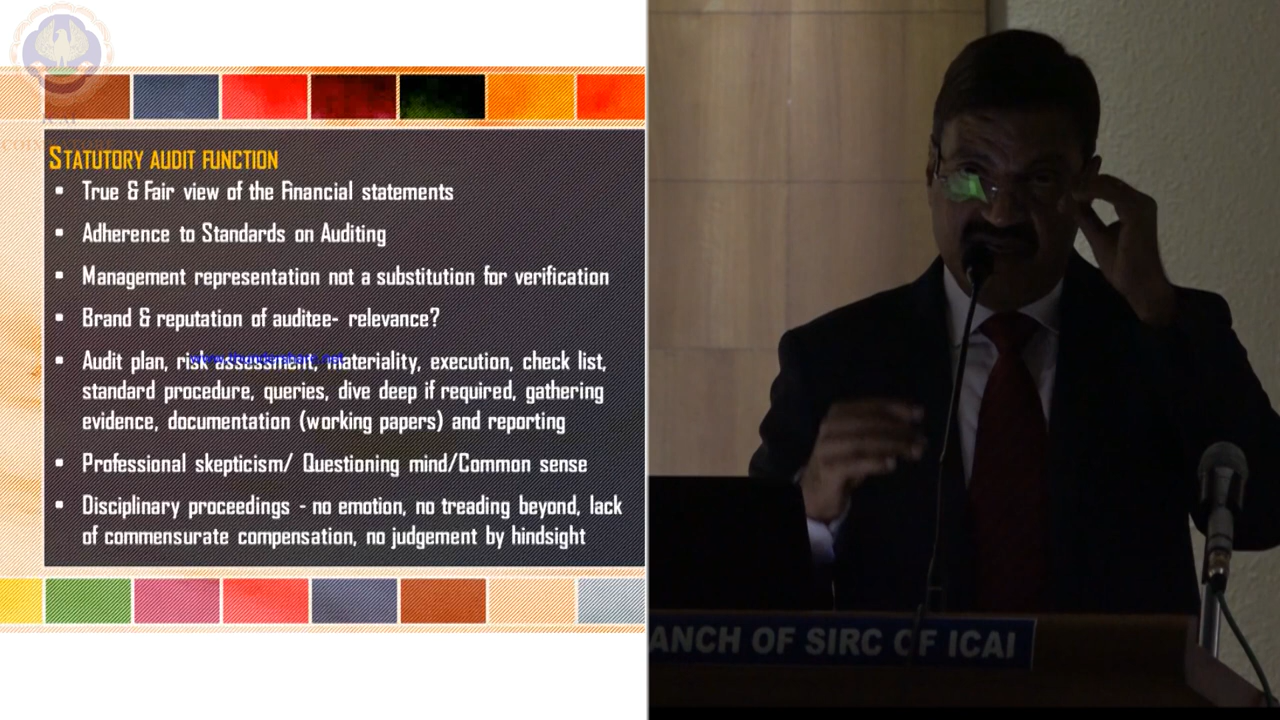 ICAI
STATUTORY AUDIT FUNCTION
▪ True & Fair view of the Financial statements
▪ Adherence to Standards on Auditing
▪ Management representation not a substitution for verification
▪ Brand & reputation of auditee- relevance?
▪ Audit plan, risk assessment, materiality, execution, check list,
standard procedure, queries, dive deep if required, gathering
evidence, documentation (working papers) and reporting
▪ Professional skepticism/ Questioning mind/Common sense
▪ Disciplinary proceedings - no emotion, no treading beyond, lack
of commensurate compensation, no judgement by hindsight
ANCH OF SIRC OF ICAI